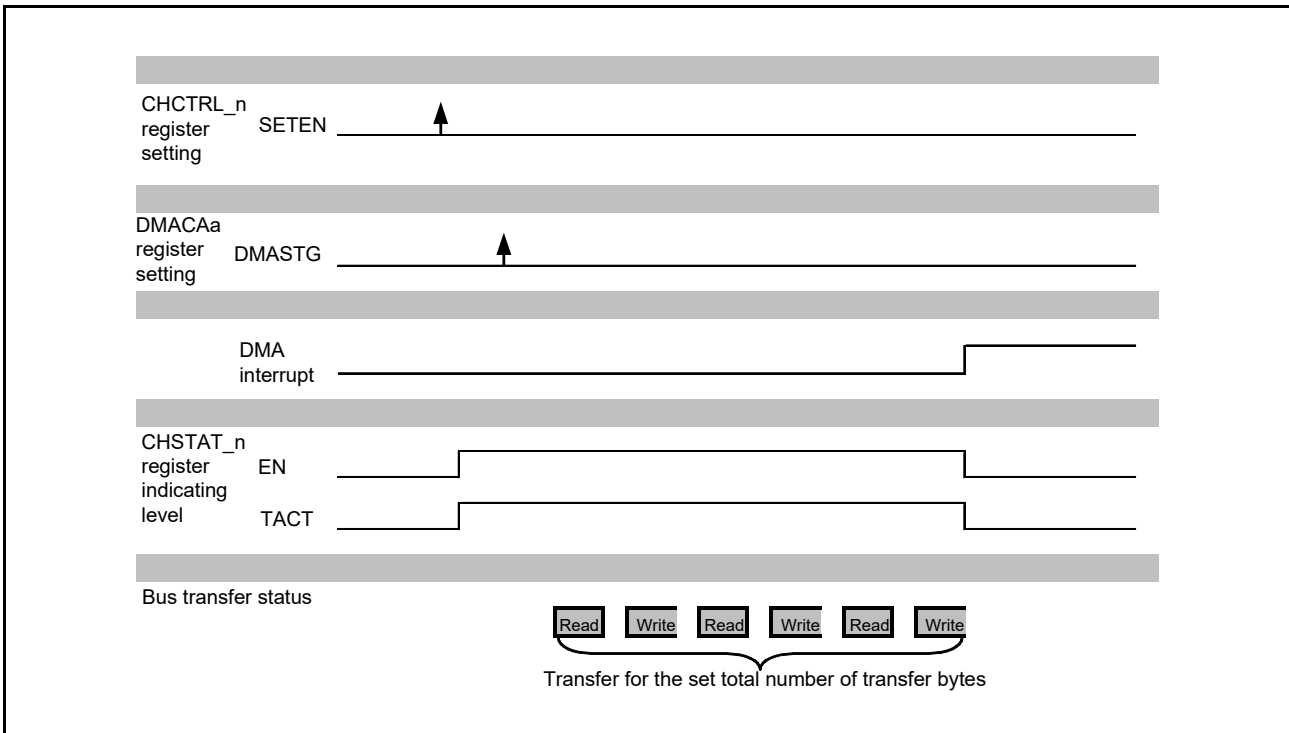 CHCTRL_n
register
setting
SETEN
DMACAa
register
setting
DMASTG
DMA
interrupt
CHSTAT_n
register
indicating
level
EN
TACT
Bus transfer status
Read Write Read Write Read Write
Transfer for the set total number of transfer bytes